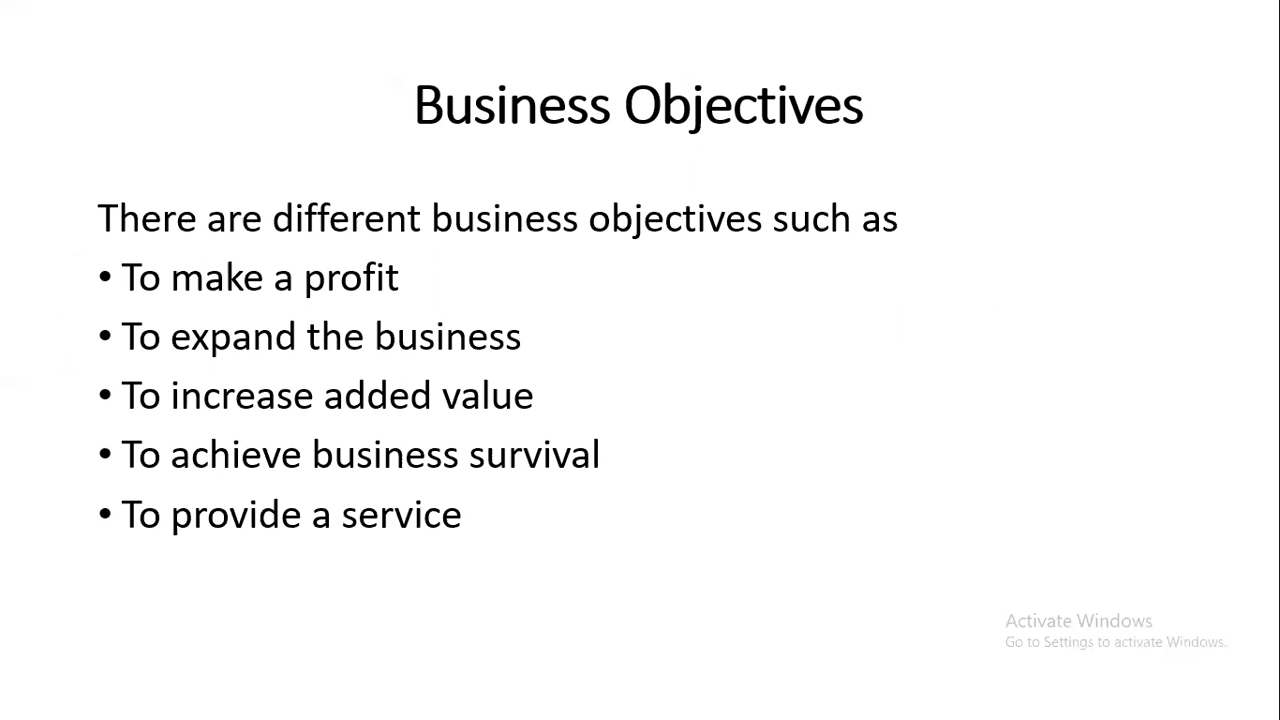 Business Objectives
There are different business objectives such as
• To make a profit
• To expand the business
• To increase added value
• To achieve business survival
• To provide a service
Activate Windows
Go to Settings to activate Windows.